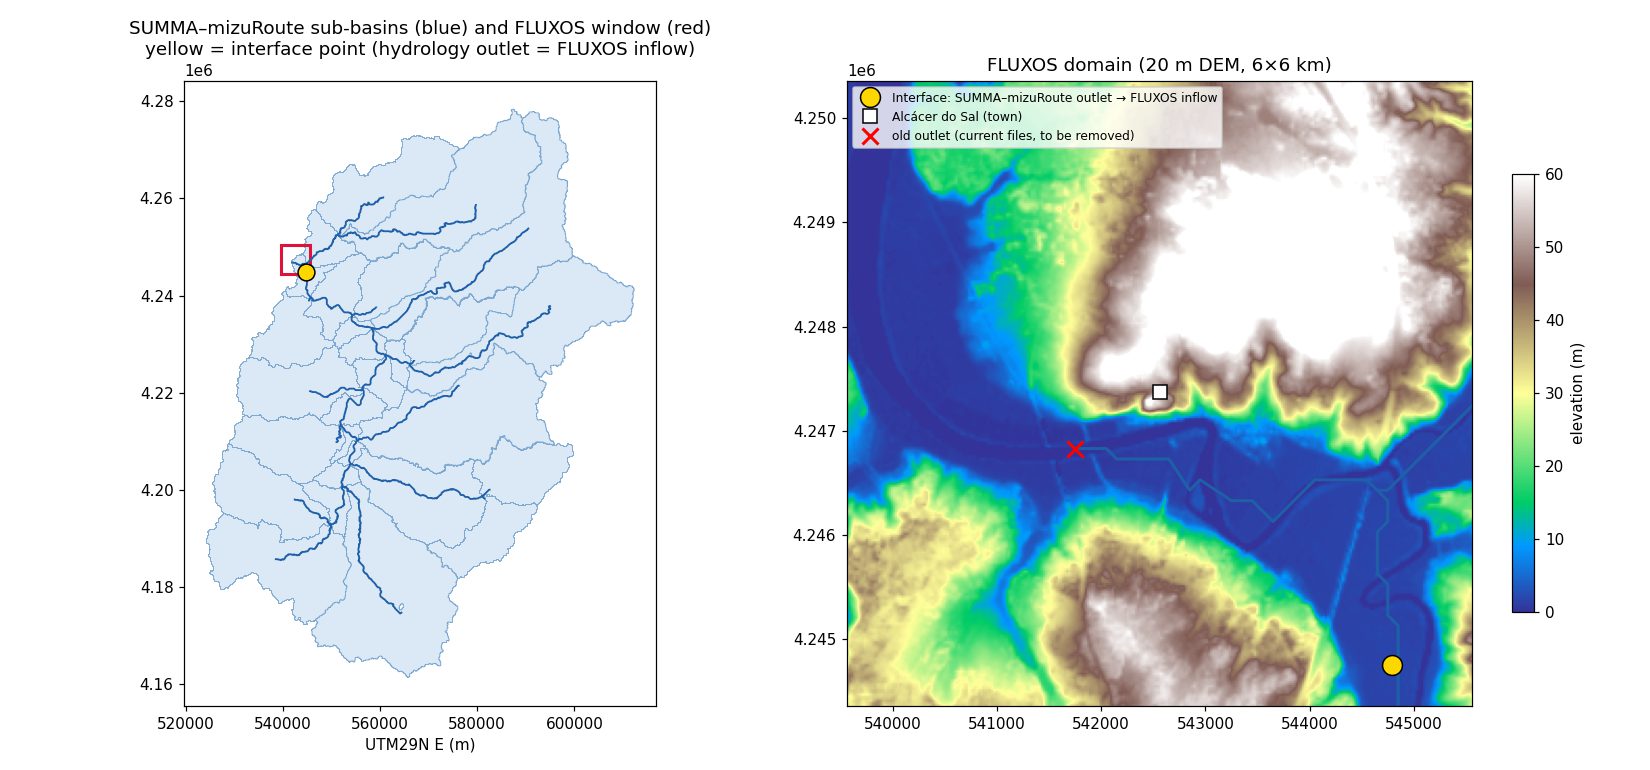 SUMMA–mizuRoute sub-basins (blue) and FLUXOS window (red)
yellow = interface point (hydrology outlet = FLUXOS inflow)
1e6
4.28
4.26
4.24
4.22
4.20
4.18
4.16
520000 540000 560000 580000 600000
UTM29N E (m)
FLUXOS domain (20 m DEM, 6×6 km)
1e6
Interface: SUMMA–mizuRoute outlet → FLUXOS inflow
Alcácer do Sal (town)
old outlet (current files, to be removed)
4.250
4.249
4.248
4.247
4.246
4.245
540000 541000 542000 543000 544000 545000
60
50
40
30
20
10
0
elevation (m)